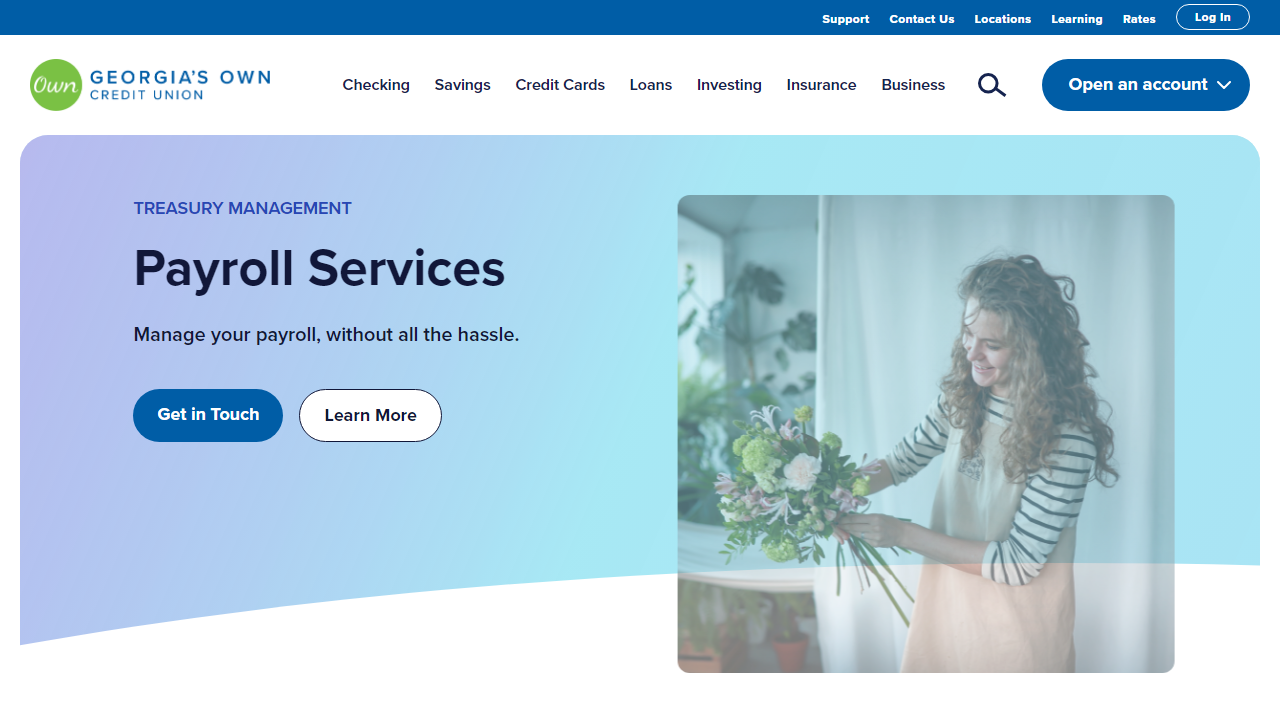 Support Contact Us Locations Learning Rates Log In
Own GEORGIA'S OWN
CREDIT UNION
Checking Savings Credit Cards Loans Investing Insurance Business Open an account
TREASURY MANAGEMENT
Payroll Services
Manage your payroll, without all the hassle.
Get in Touch Learn More